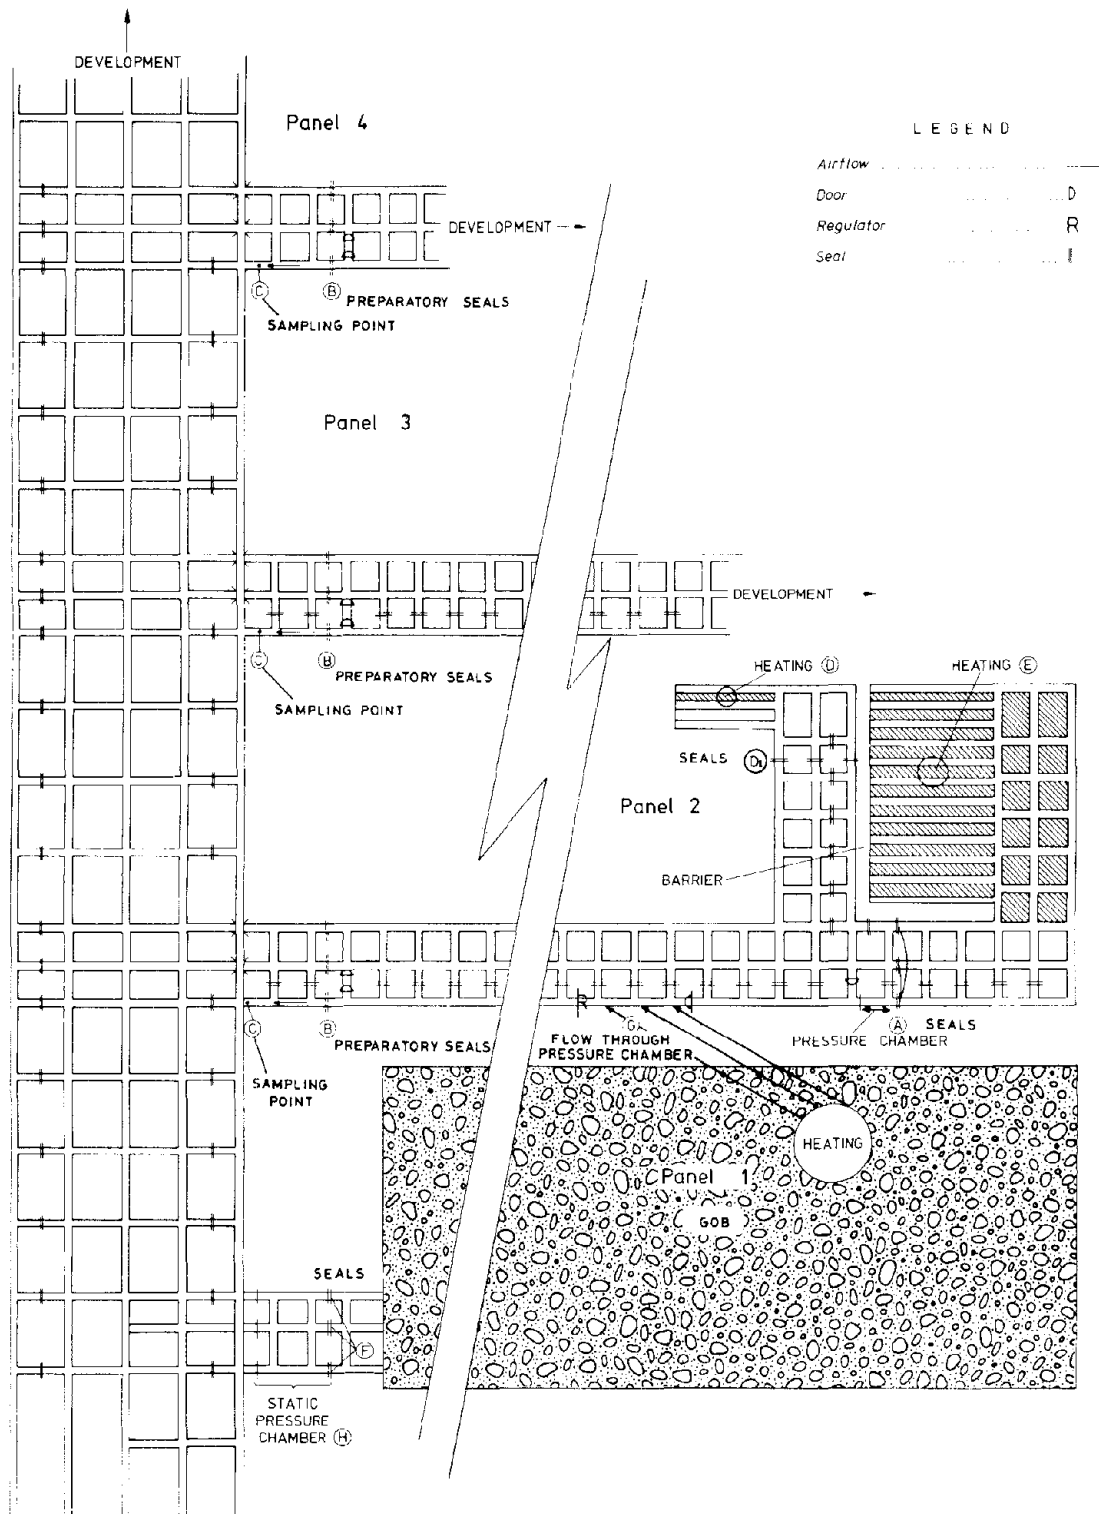 DEVELOPMENT
Panel 4
LEGEND
Airflow
Door D
Regulator R
Seal
DEVELOPMENT
C
B
PREPARATORY SEALS
SAMPLING POINT
Panel 3
DEVELOPMENT
C
B
PREPARATORY SEALS
SAMPLING POINT
HEATING D
HEATING E
SEALS
Panel 2
BARRIER
R
C
B
PREPARATORY SEALS
SAMPLING
POINT
G
FLOW THROUGH
PRESSURE CHAMBER
A
SEALS
PRESSURE CHAMBER
HEATING
Panel 1
GOB
SEALS
F
STATIC
PRESSURE
CHAMBER H